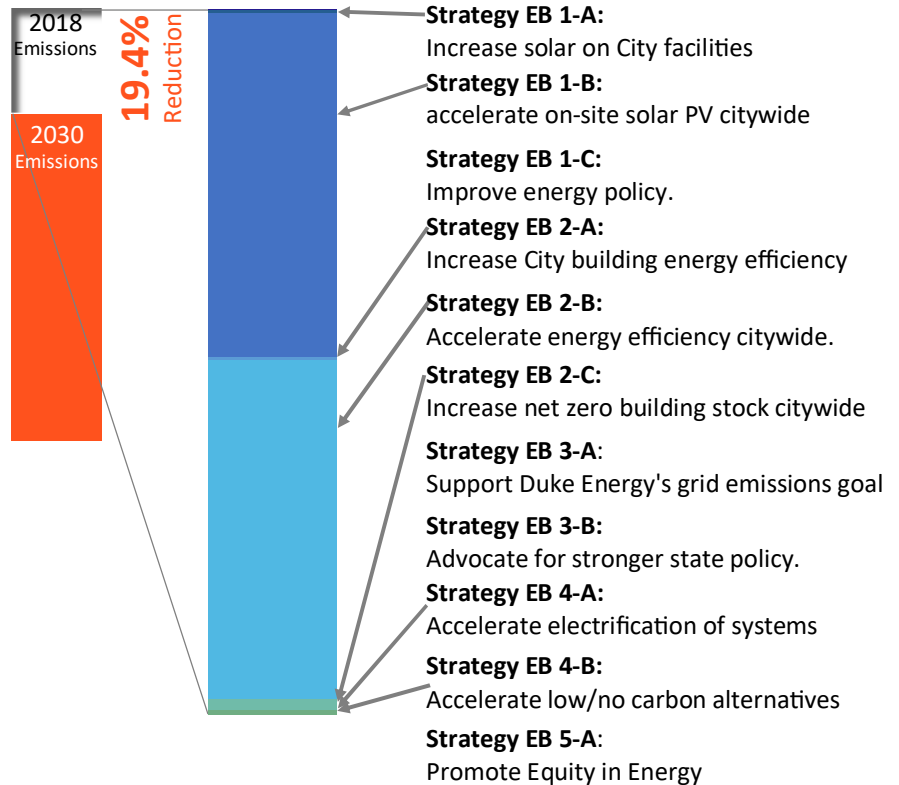 2018
Emissions
19.4%
Reduction
2030
Emissions
Strategy EB 1-A:
Increase solar on City facilities
Strategy EB 1-B:
accelerate on-site solar PV citywide
Strategy EB 1-C:
Improve energy policy.
Strategy EB 2-A:
Increase City building energy efficiency
Strategy EB 2-B:
Accelerate energy efficiency citywide.
Strategy EB 2-C:
Increase net zero building stock citywide
Strategy EB 3-A:
Support Duke Energy's grid emissions goal
Strategy EB 3-B:
Advocate for stronger state policy.
Strategy EB 4-A:
Accelerate electrification of systems
Strategy EB 4-B:
Accelerate low/no carbon alternatives
Strategy EB 5-A:
Promote Equity in Energy